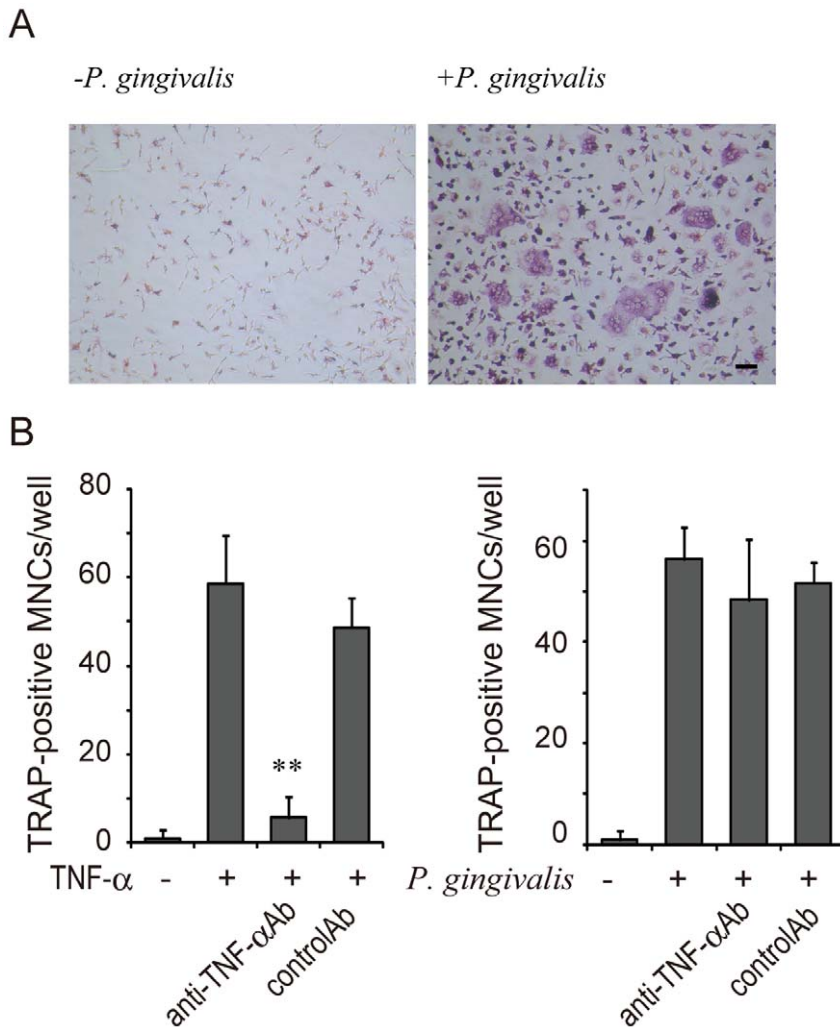 A
-P. gingivalis
+P. gingivalis
B
TRAP-positive MNCs/well
80
60
40
20
0
**
TNF-α - + + +
anti-TNF-αAb
controlAb
TRAP-positive MNCs/well
60
40
20
0
P. gingivalis - + + +
anti-TNF-αAb
controlAb